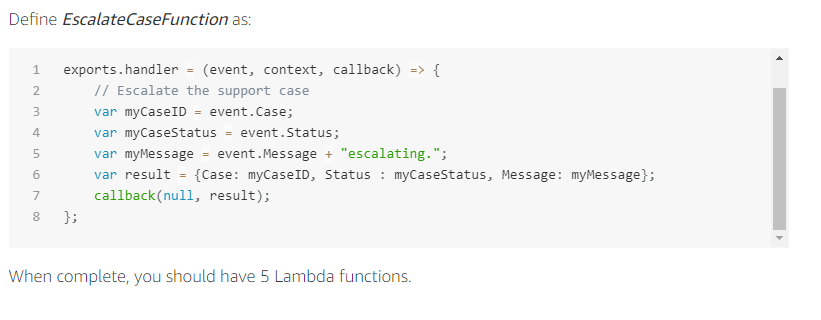 Define EscalateCaseFunction as:
1 exports.handler = (event, context, callback) => {
2 // Escalate the support case
3 var myCaseID = event.Case;
4 var myCaseStatus = event.Status;
5 var myMessage = event.Message + "escalating.";
6 var result = {Case: myCaseID, Status : myCaseStatus, Message: myMessage};
7 callback(null, result);
8 };
When complete, you should have 5 Lambda functions.